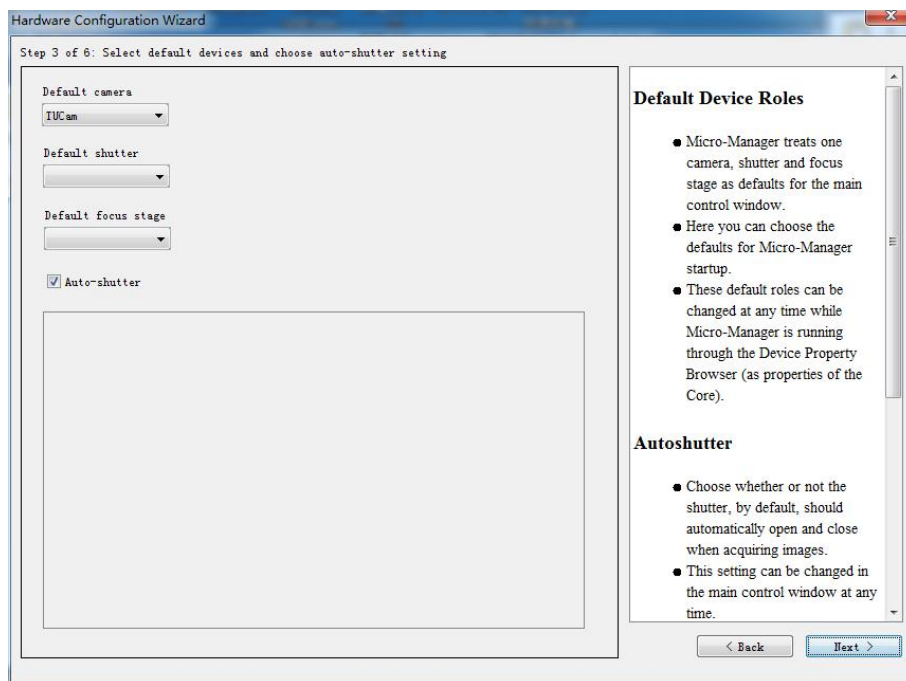 Hardware Configuration Wizard
Step 3 of 6: Select default devices and choose auto-shutter setting
Default camera
TUCam
Default shutter
Default focus stage
Auto-shutter
Default Device Roles
Micro-Manager treats one
camera, shutter and focus
stage as defaults for the main
control window.
Here you can choose the
defaults for Micro-Manager
startup.
These default roles can be
changed at any time while
Micro-Manager is running
through the Device Property
Browser (as properties of the
Core).
Autoshutter
Choose whether or not the
shutter, by default, should
automatically open and close
when acquiring images.
This setting can be changed in
the main control window at any
time.
< Back
Next >